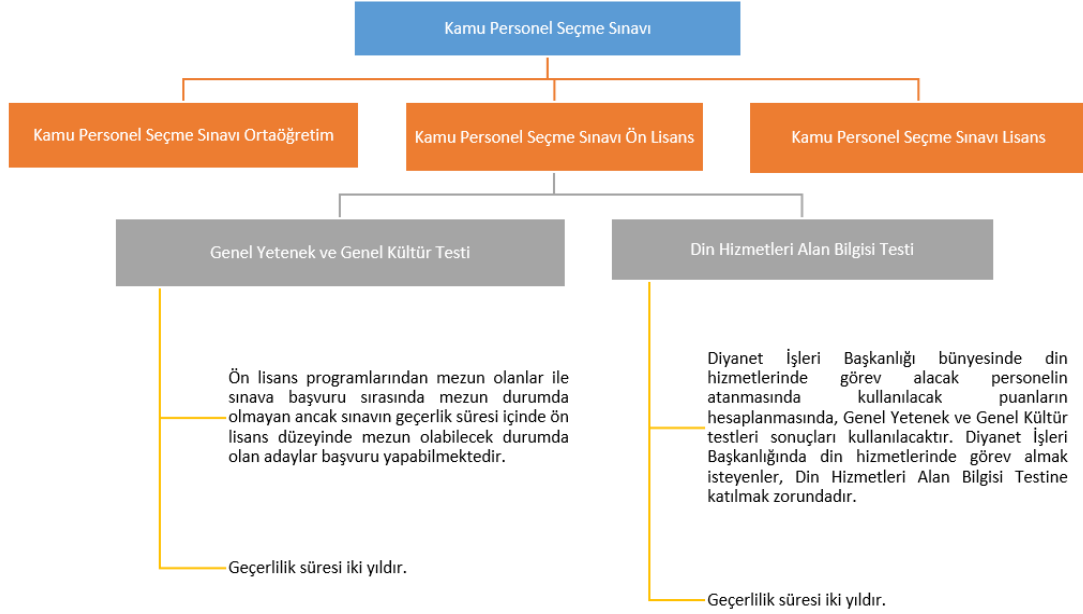 Kamu Personel Seçme Sınavı
Kamu Personel Seçme Sınavı Ortaöğretim
Kamu Personel Seçme Sınavı Ön Lisans
Kamu Personel Seçme Sınavı Lisans
Genel Yetenek ve Genel Kültür Testi
Din Hizmetleri Alan Bilgisi Testi
Ön lisans programlarından mezun olanlar ile
sınava başvuru sırasında mezun durumda
olmayan ancak sınavın geçerlik süresi içinde ön
lisans düzeyinde mezun olabilecek durumda
olan adaylar başvuru yapabilmektedir.
Geçerlilik süresi iki yıldır.
Diyanet İşleri Başkanlığı bünyesinde din
hizmetlerinde görev alacak personelin
atanmasında kullanılacak puanların
hesaplanmasında, Genel Yetenek ve Genel Kültür
testleri sonuçları kullanılacaktır. Diyanet İşleri
Başkanlığında din hizmetlerinde görev almak
isteyenler, Din Hizmetleri Alan Bilgisi Testine
katılmak zorundadır.
Geçerlilik süresi iki yıldır.